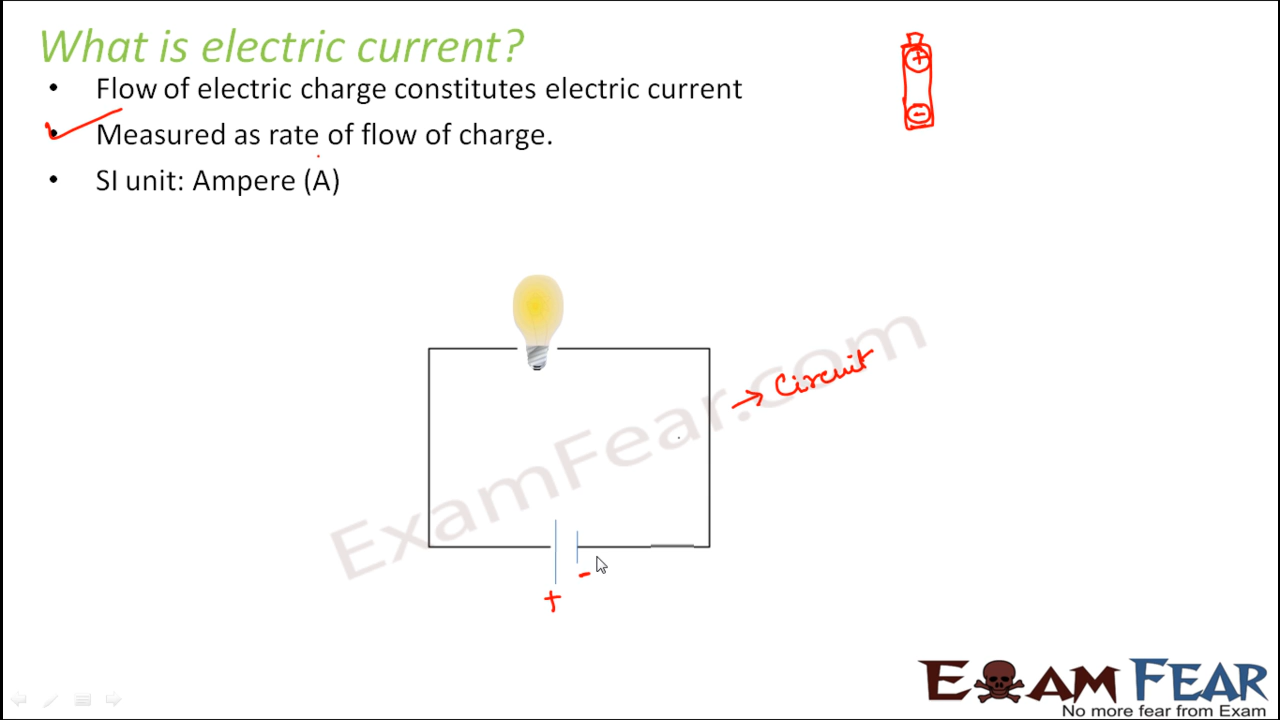 What is electric current?
• Flow of electric charge constitutes electric current
• Measured as rate of flow of charge.
• SI unit: Ampere (A)
+
-
→ Circuit
ExamFear.com
-
+
EXAM FEAR
No more fear from Exam